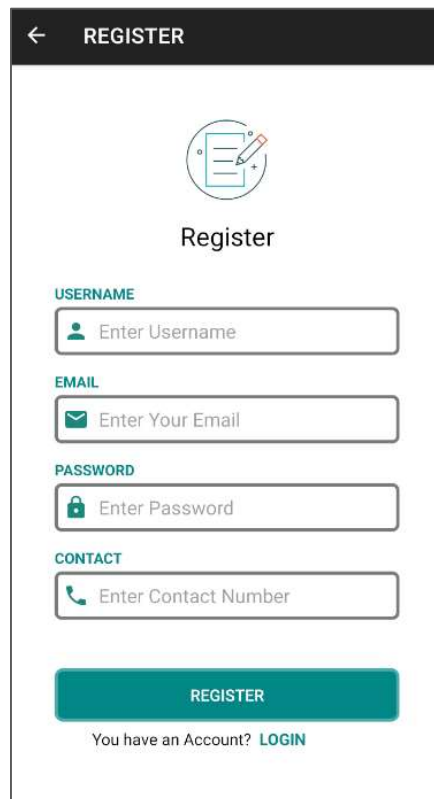 REGISTER
Register
USERNAME
Enter Username
EMAIL
Enter Your Email
PASSWORD
Enter Password
CONTACT
Enter Contact Number
REGISTER
You have an Account? LOGIN